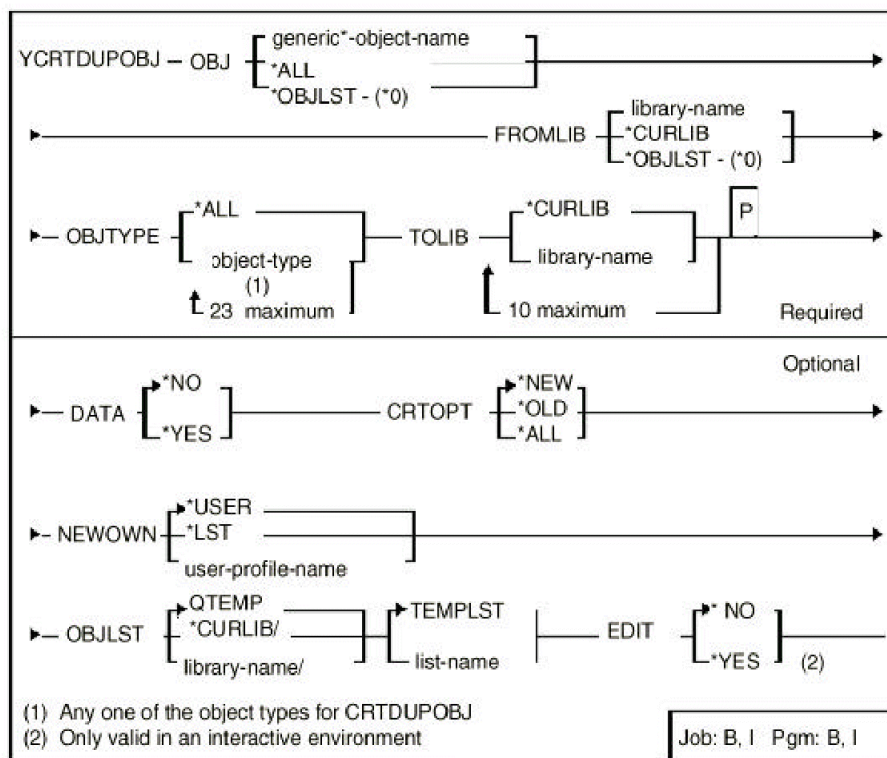 generic*-object-name
YCRTDUPOBJ OBJ
*ALL
*OBJLST - (*0)
library-name
FROMLIB *CURLIB
*OBJLST - (*0)
*ALL *CURLIB P
OBJTYPE TOLIB
object-type library-name
(1)
23 maximum 10 maximum Required
Optional
*NO *NEW
DATA CRTOPT *OLD
*YES *ALL
*USER
NEWOWN *LST
user-profile-name
QTEMP TEMPLST * NO
OBJLST *CURLIB/ EDIT
library-name/ list-name *YES (2)
(1) Any one of the object types for CRTDUPOBJ
(2) Only valid in an interactive environment
Job: B, I Pgm: B, I